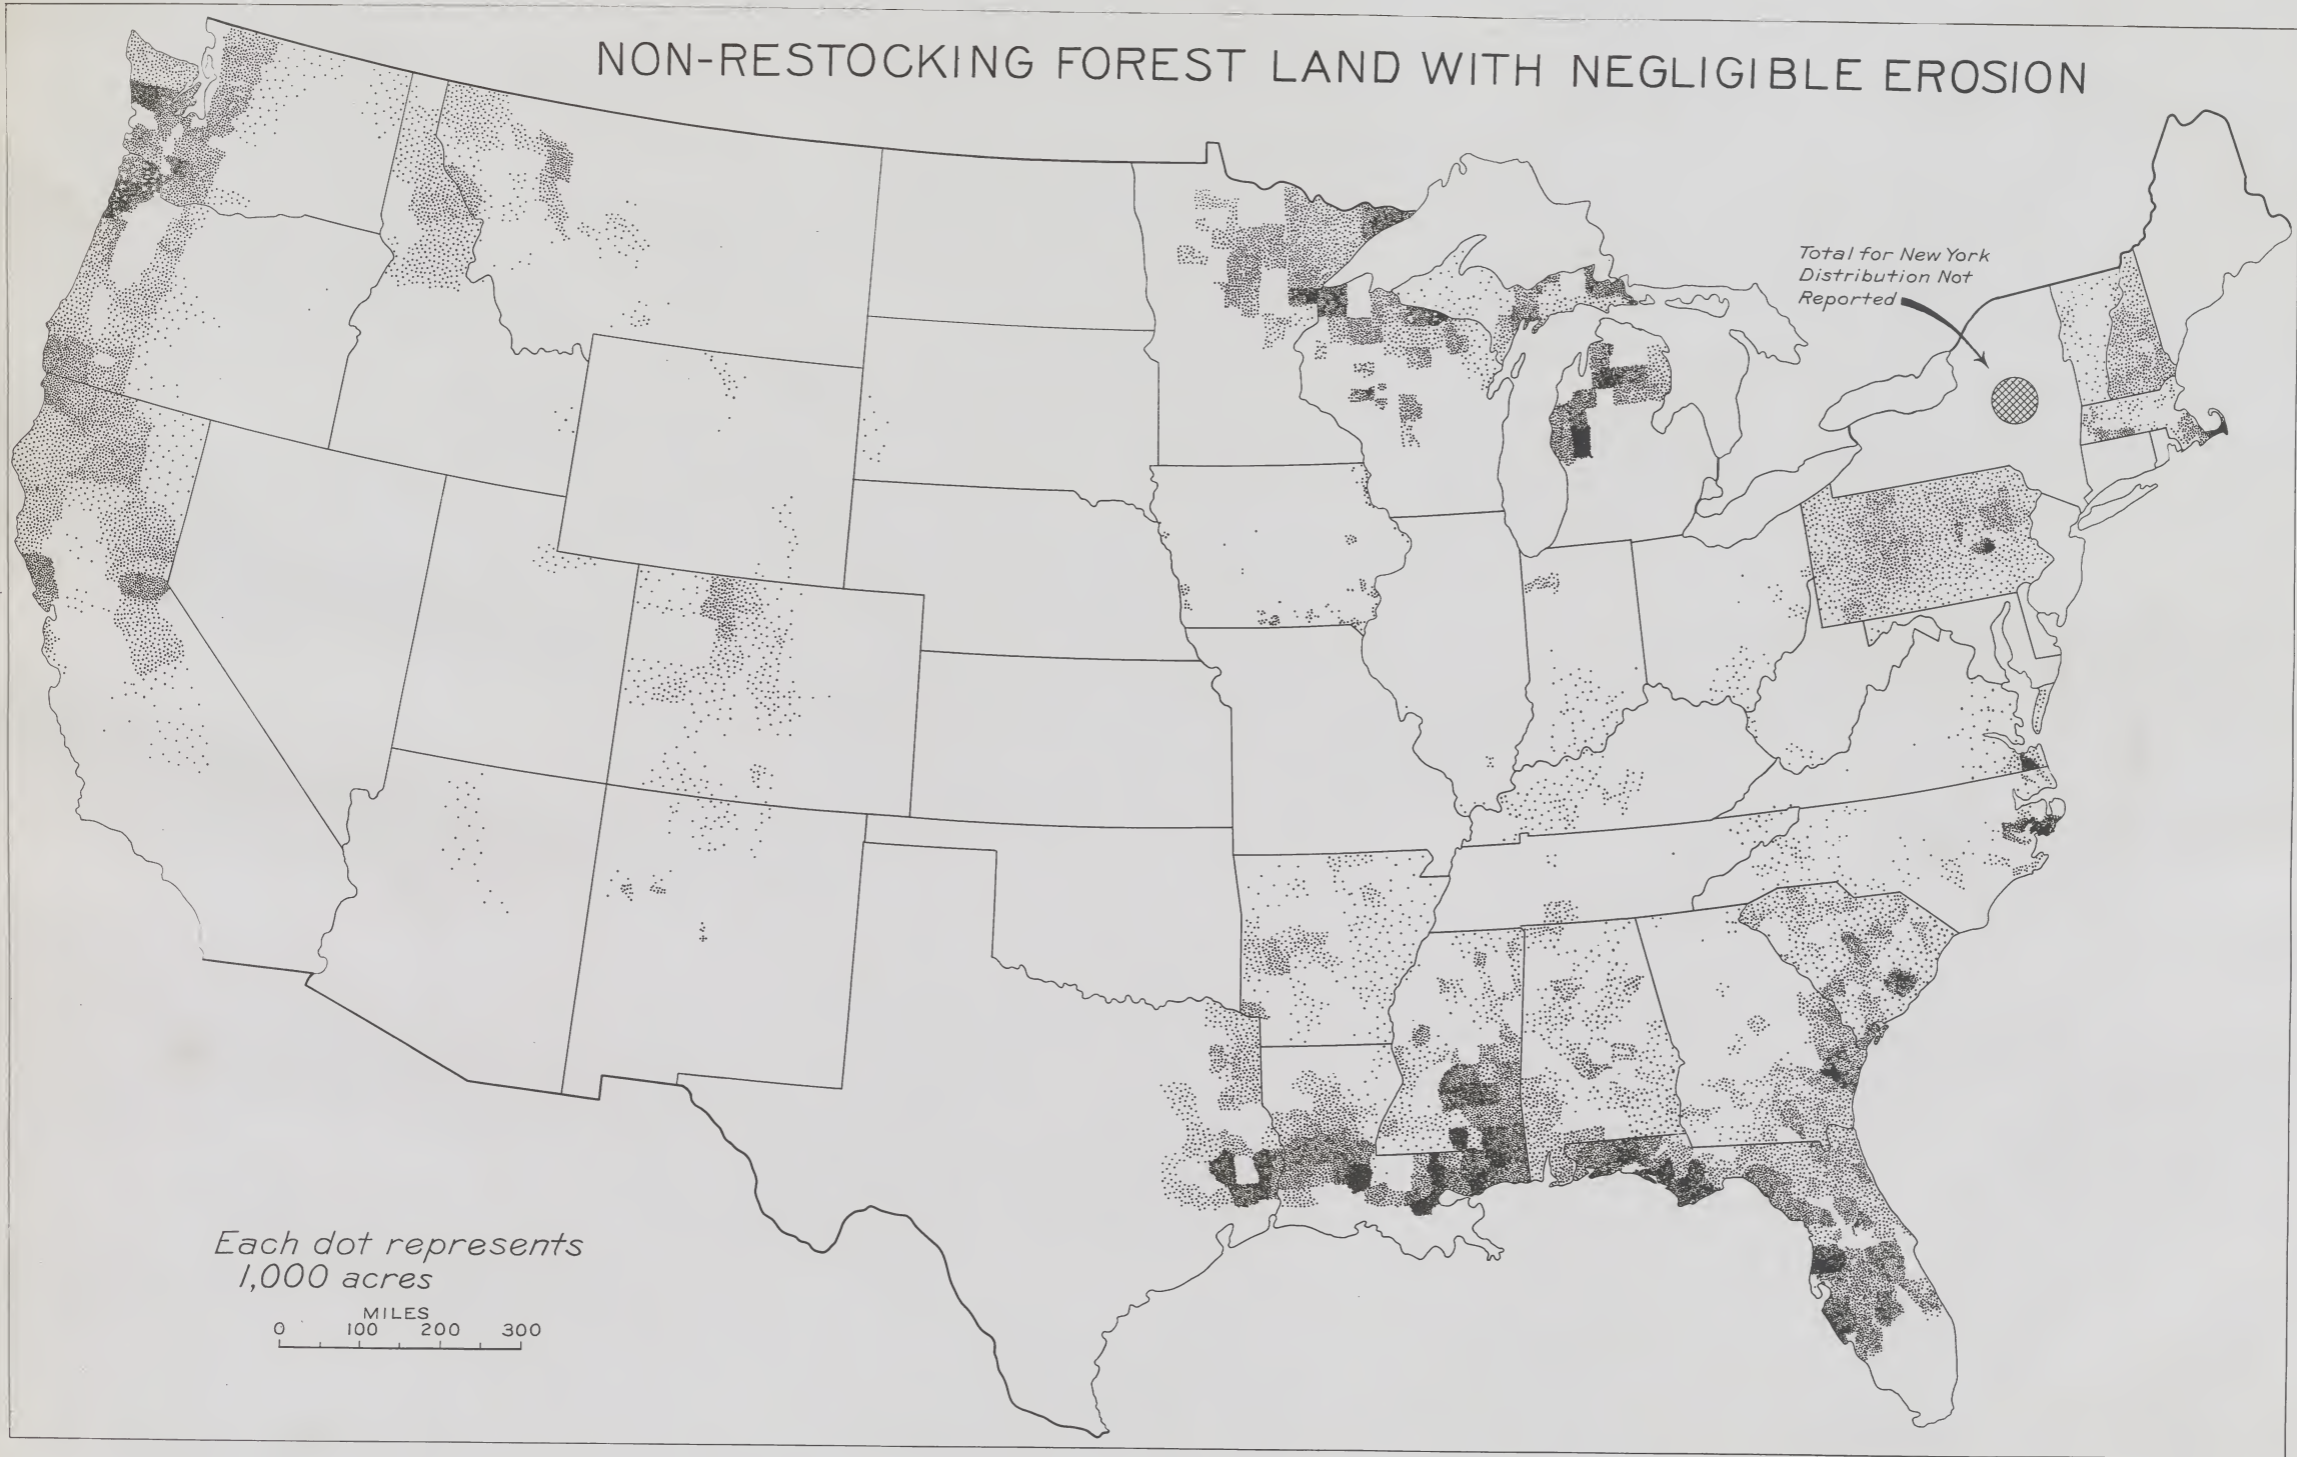 NON-RESTOCKING FOREST LAND WITH NEGLIGIBLE EROSION
Total for New York
Distribution Not
Reported
Each dot represents
1,000 acres
MILES
0 100 200 300